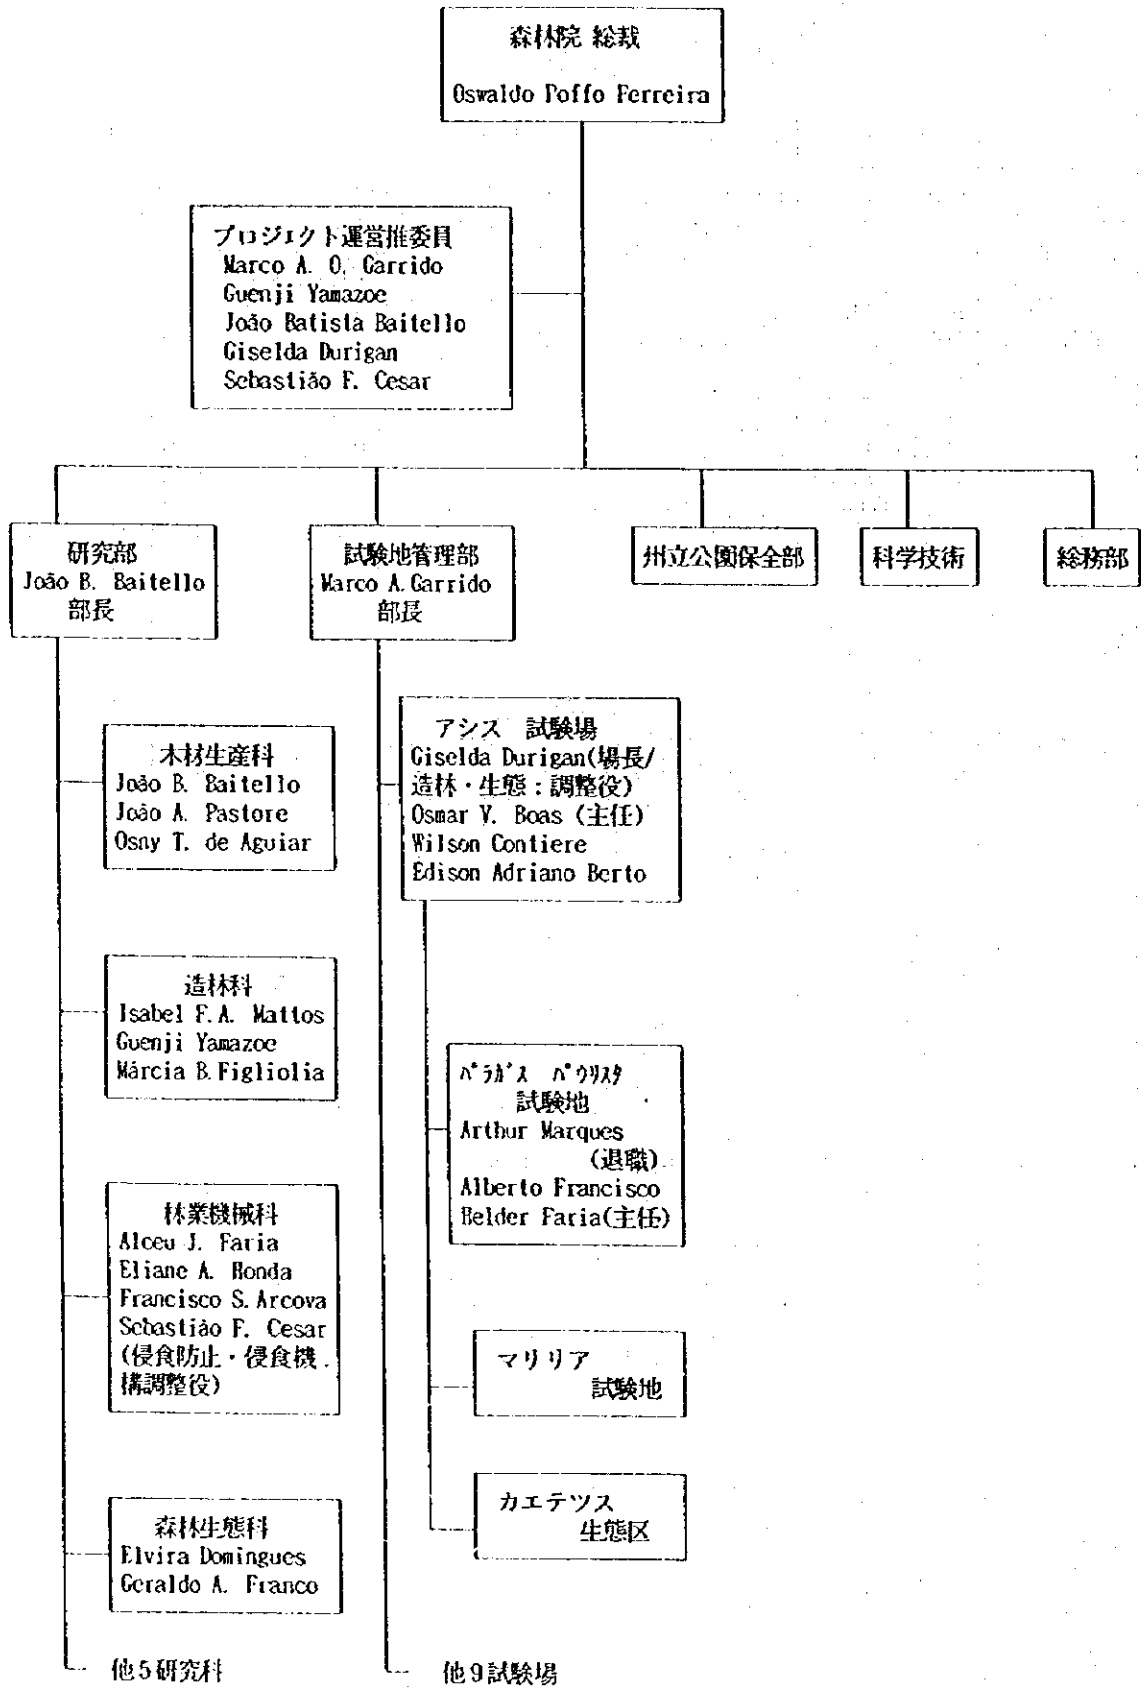 森林院 総裁
Oswaldo Poffo Ferreira
プロジェクト運営推委員
Marco A. O. Garrido
Guenji Yamazoe
João Batista Baitello
Giselda Durigan
Sebastião F. Cesar
研究部
João B. Baitello
部長
試験地管理部
Marco A. Garrido
部長
州立公園保全部
科学技術
総務部
木材生産科
João B. Baitello
João A. Pastore
Osny T. de Aguiar
造林科
Isabel F.A. Mattos
Guenji Yamazoe
Márcia B. Figliolia
林業機械科
Alceu J. Faria
Eliane A. Honda
Francisco S. Arcova
Sebastião F. Cesar
(侵食防止・侵食機
構調整役)
森林生態科
Elvira Domingues
Geraldo A. Franco
他5研究科
アシス 試験場
Giselda Durigan(場長/
造林・生態:調整役)
Osmar V. Boas (主任)
Wilson Contiere
Edison Adriano Berto
パラガス パウリスタ
試験地
Arthur Marques
(退職)
Alberto Francisco
Helder Faria(主任)
マリリア
試験地
カエテツス
生態区
他9試験場